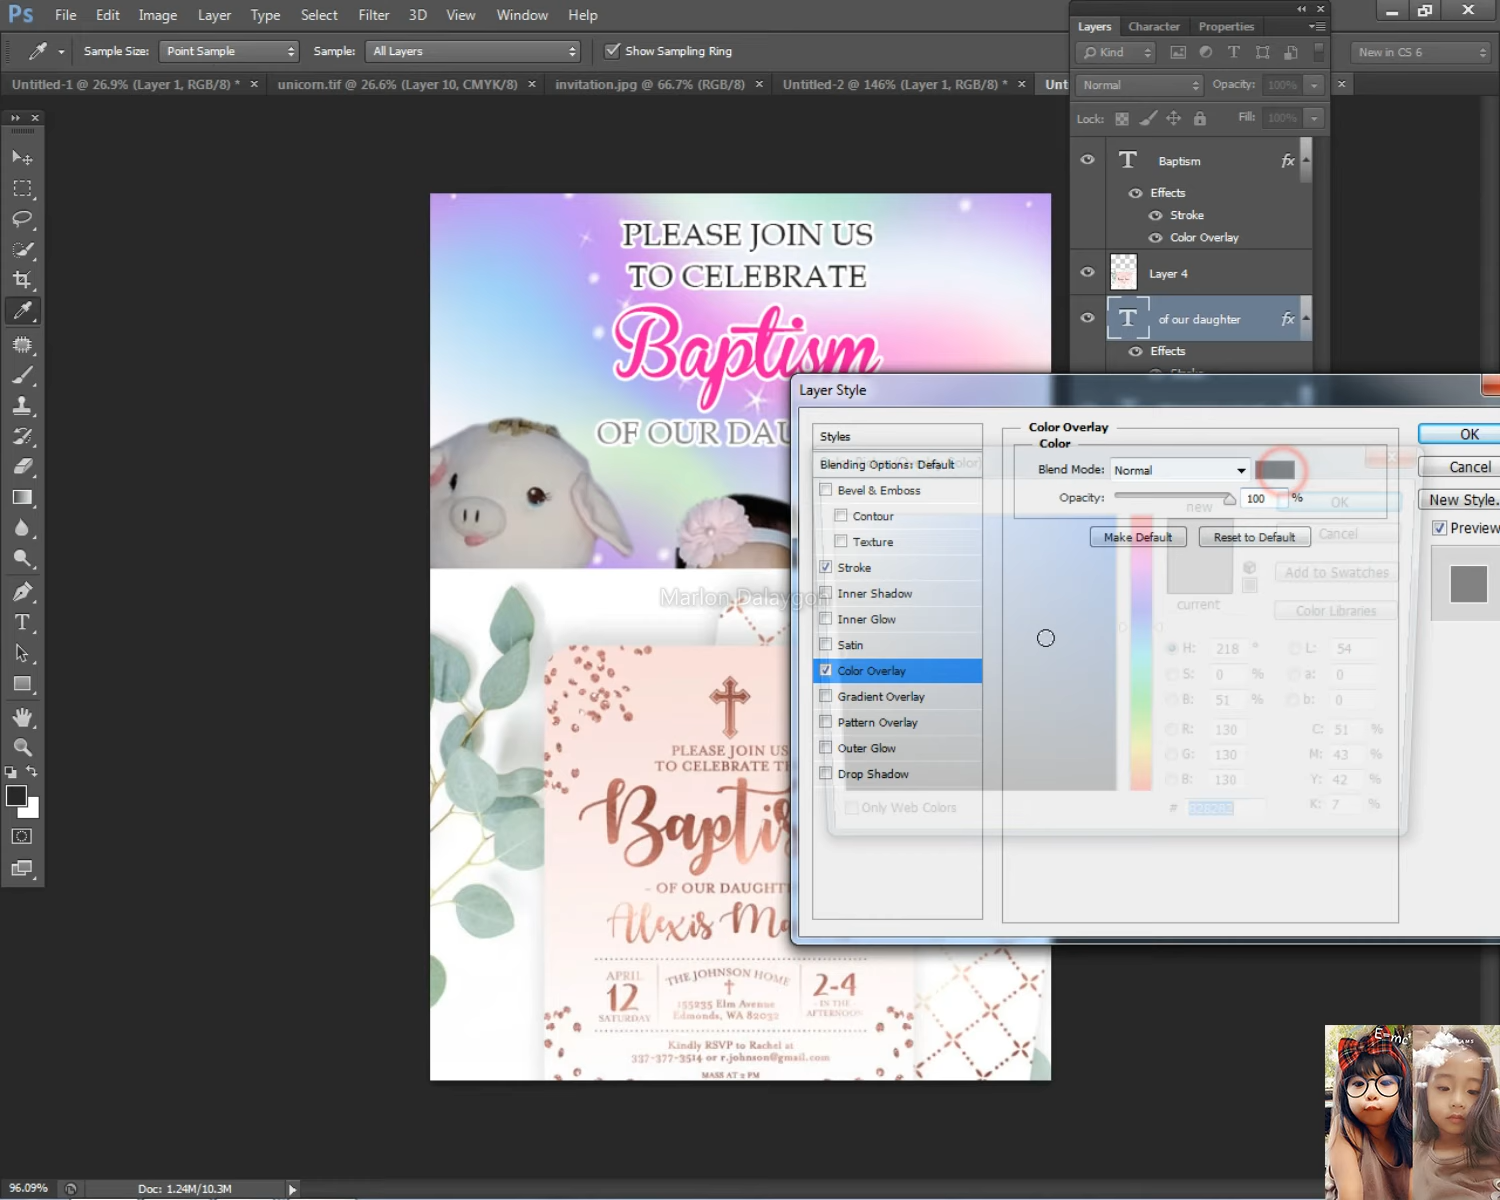 Ps File Edit Image Layer Type Select Filter 3D View Window Help
Sample Size: Point Sample Sample: All Layers Show Sampling Ring
Untitled-1 @ 26.9% (Layer 1, RGB/8) * × unicorn.tif @ 26.6% (Layer 10, CMYK/8) × invitation.jpg @ 66.7% (RGB/8) × Untitled-2 @ 146% (Layer 1, RGB/8) * × Unt ×
Layers Character Properties
Kind New in CS 6
Normal Opacity: 100%
Lock: Fill: 100%
T Baptism fx
Effects
Stroke
Color Overlay
Layer 4
T of our daughter fx
Effects
PLEASE JOIN US
TO CELEBRATE
Baptism
OF OUR DAU
Marlon Dalaygon
PLEASE JOIN US
TO CELEBRATE TH
Baptis
- OF OUR DAUGHT
Alexis Ma
APRIL
12
SATURDAY
THE JOHNSON HOME
155235 Elm Avenue
Edmonds, WA 82032
2-4
- IN THE
AFTERNOON
Kindly RSVP to Rachel at
337-377-3514 or r.johnson@gmail.com
MASS AT 2 PM
Layer Style
Styles
Blending Options: Default
Bevel & Emboss
Contour
Texture
Stroke
Inner Shadow
Inner Glow
Satin
Color Overlay
Gradient Overlay
Pattern Overlay
Outer Glow
Drop Shadow
Only Web Colors
Color Overlay
Color
Blend Mode: Normal
Opacity: 100 %
Make Default Reset to Default
OK
Cancel
New Style.
Preview
new
current
OK
Cancel
Add to Swatches
Color Libraries
H: 218 ° L: 54
S: 0 % a: 0
B: 51 % b: 0
R: 130 C: 51 %
G: 130 M: 43 %
B: 130 Y: 42 %
# 828282 K: 7 %
96.09% Doc: 1.24M/10.3M